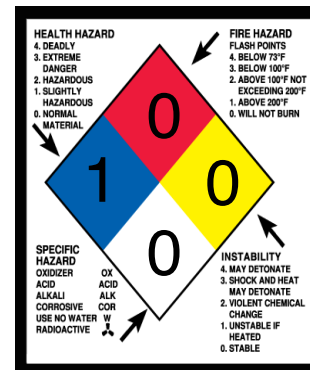 HEALTH HAZARD
4. DEADLY
3. EXTREME
DANGER
2. HAZARDOUS
1. SLIGHTLY
HAZARDOUS
0. NORMAL
MATERIAL
FIRE HAZARD
FLASH POINTS
4. BELOW 73°F
3. BELOW 100°F
2. ABOVE 100°F NOT
EXCEEDING 200°F
1. ABOVE 200°F
0. WILL NOT BURN
0
1
0
0
SPECIFIC
HAZARD
OXIDIZER OX
ACID ACID
ALKALI ALK
CORROSIVE COR
USE NO WATER W
RADIOACTIVE
INSTABILITY
4. MAY DETONATE
3. SHOCK AND HEAT
MAY DETONATE
2. VIOLENT CHEMICAL
CHANGE
1. UNSTABLE IF
HEATED
0. STABLE